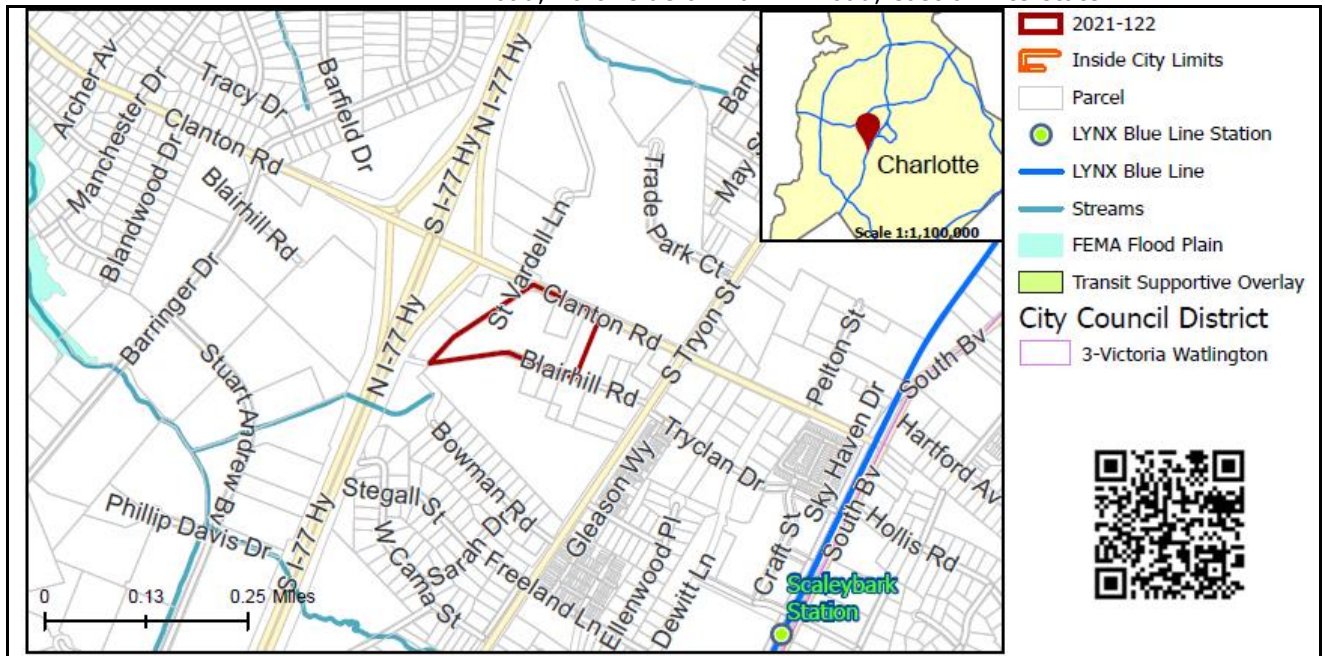 Archer Av
Tracy Dr
Manchester Dr
Clanton Rd
Barfield Dr
Blandwood Dr
Blairhill Rd
Barringer Dr
S I-77 Hy
N I-77 Hy
St Vardell Ln
Trade Park Ct
May St
Clanton Rd
Blairhill Rd
S Tryon St
Pelton St
South Bv
N I-77 Hy
Stuart Andrew Bv
Bowman Rd
Tryclan Dr
Sky Haven Dr
Hartford Av
Stegall St
Gleason Wy
South Bv
Hollis Rd
Phillip Davis Dr
S I-77 Hy
W Cama St
Sarah Dr
Freeland Ln
Ellenwood Pl
Dewitt Ln
Craft St
Scaleybark
Station
0 0.13 0.25 Miles
Charlotte
Scale 1:1,100,000
2021-122
Inside City Limits
Parcel
LYNX Blue Line Station
LYNX Blue Line
Streams
FEMA Flood Plain
Transit Supportive Overlay
City Council District
3-Victoria Watlington